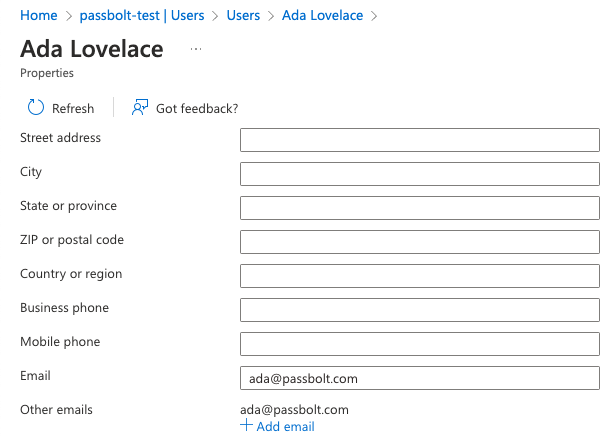 Home > passbolt-test | Users > Users > Ada Lovelace >
Ada Lovelace ...
Properties
Refresh Got feedback?
Street address
City
State or province
ZIP or postal code
Country or region
Business phone
Mobile phone
Email ada@passbolt.com
Other emails ada@passbolt.com
+ Add email